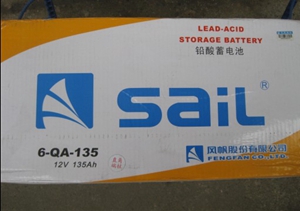 LEAD-ACID
STORAGE BATTERY
铅酸蓄电池
sail®
6-QA-135
12V 135Ah
风帆股份有限公司
FENGFAN CO.,LTD.